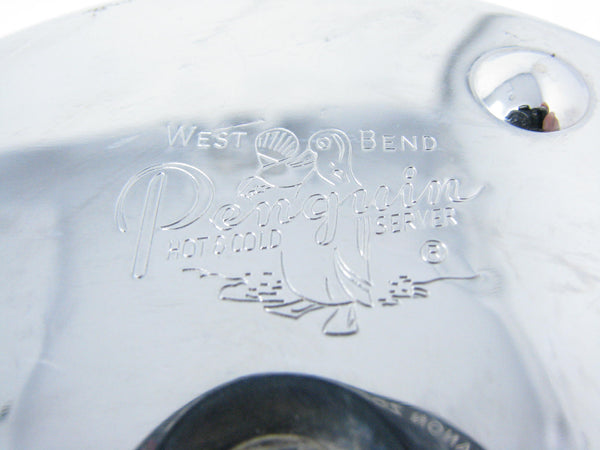 WEST BEND
Penguin
HOT & COLD SERVER
®